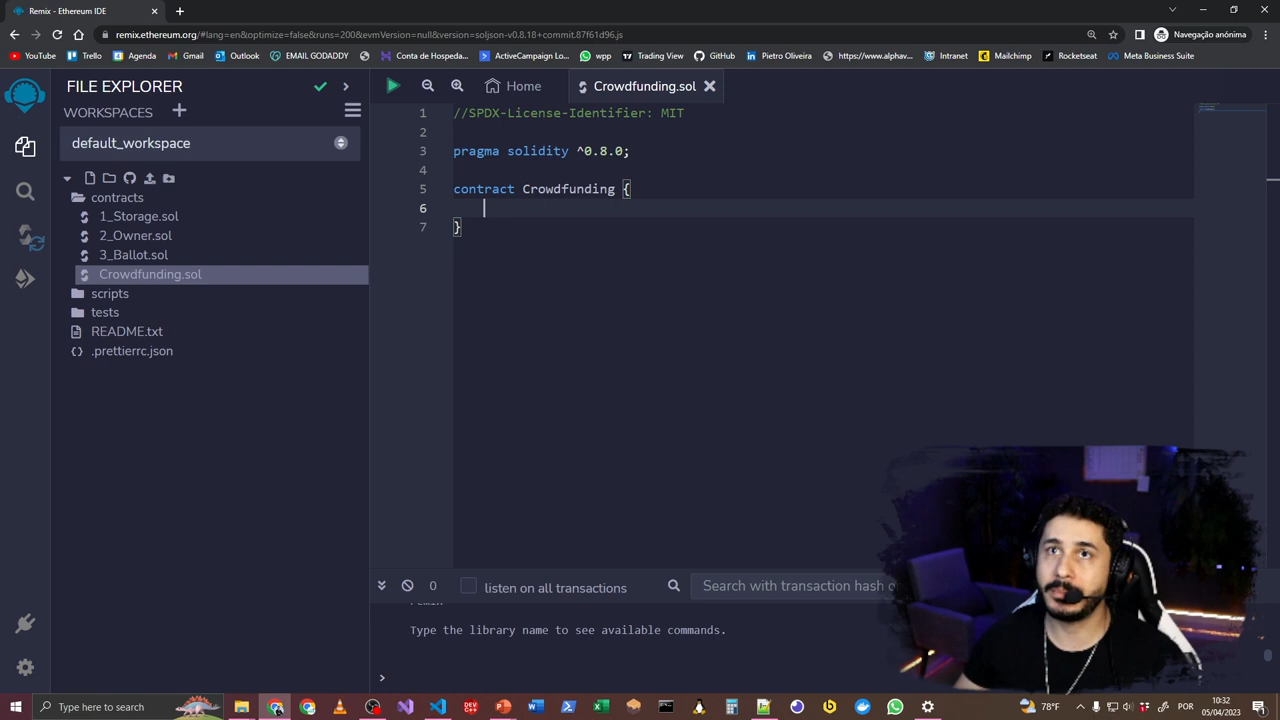 Remix - Ethereum IDE
remix.ethereum.org/#lang=en&optimize=false&runs=200&evmVersion=null&version=soljson-v0.8.18+commit.87f61d96.js
Navegação anónima
YouTube
Trello
Agenda
Gmail
EMAIL GODADDY
Conta de Hospeda...
ActiveCampaign Lo...
wpp
Trading View
GitHub
Pietro Oliveira
https://www.alphav...
Intranet
Mailchimp
Rocketseat
Meta Business Suite
FILE EXPLORER
Home
Crowdfunding.sol
WORKSPACES
default_workspace
contracts
1_Storage.sol
2_Owner.sol
3_Ballot.sol
Crowdfunding.sol
scripts
tests
README.txt
.prettierrc.json
1 //SPDX-License-Identifier: MIT
2
3 pragma solidity ^0.8.0;
4
5 contract Crowdfunding {
6
7 }
0
listen on all transactions
Search with transaction hash o
Type the library name to see available commands.
>
Type here to search
DEV
78°F
POR
10:32
05/04/2023